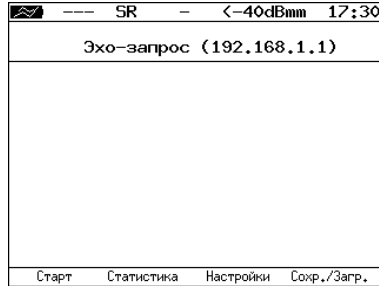 --- SR - <-40dBmm 17:30
Эхо-запрос (192.168.1.1)
Старт Статистика Настройки Сохр./Загр.